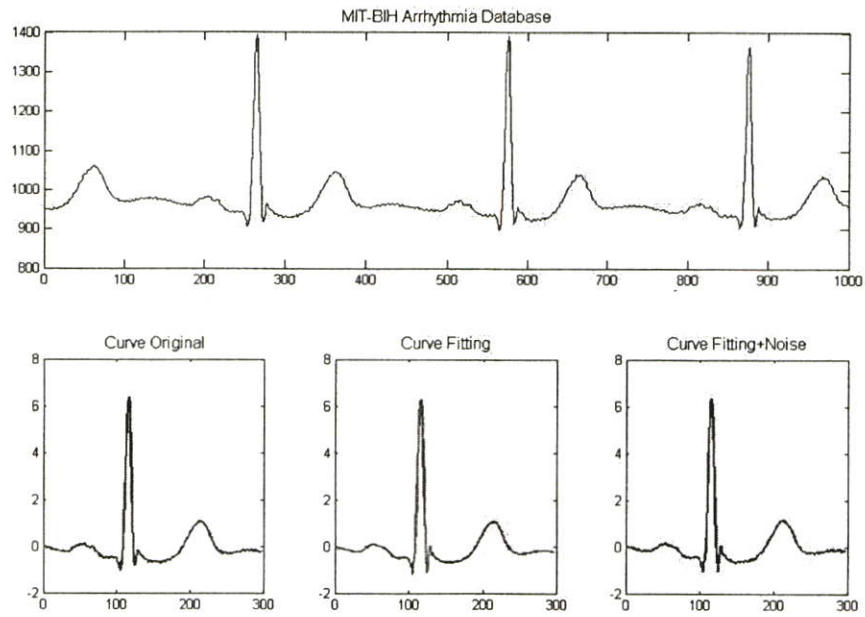 MIT-BIH Arrhythmia Database
1400
1300
1200
1100
1000
900
800
0 100 200 300 400 500 600 700 800 900 1000
Curve Original Curve Fitting Curve Fitting+Noise
8 8 8
6 6 6
4 4 4
2 2 2
0 0 0
-2 -2 -2
0 100 200 300 0 100 200 300 0 100 200 300